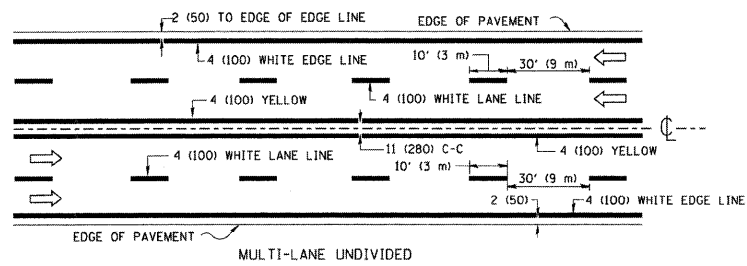 2 (50) TO EDGE OF EDGE LINE
EDGE OF PAVEMENT
4 (100) WHITE EDGE LINE
10' (3 m)
30' (9 m)
4 (100) YELLOW
4 (100) WHITE LANE LINE
℄
4 (100) WHITE LANE LINE
11 (280) C-C
4 (100) YELLOW
10' (3 m)
30' (9 m)
2 (50)
4 (100) WHITE EDGE LINE
EDGE OF PAVEMENT
MULTI-LANE UNDIVIDED